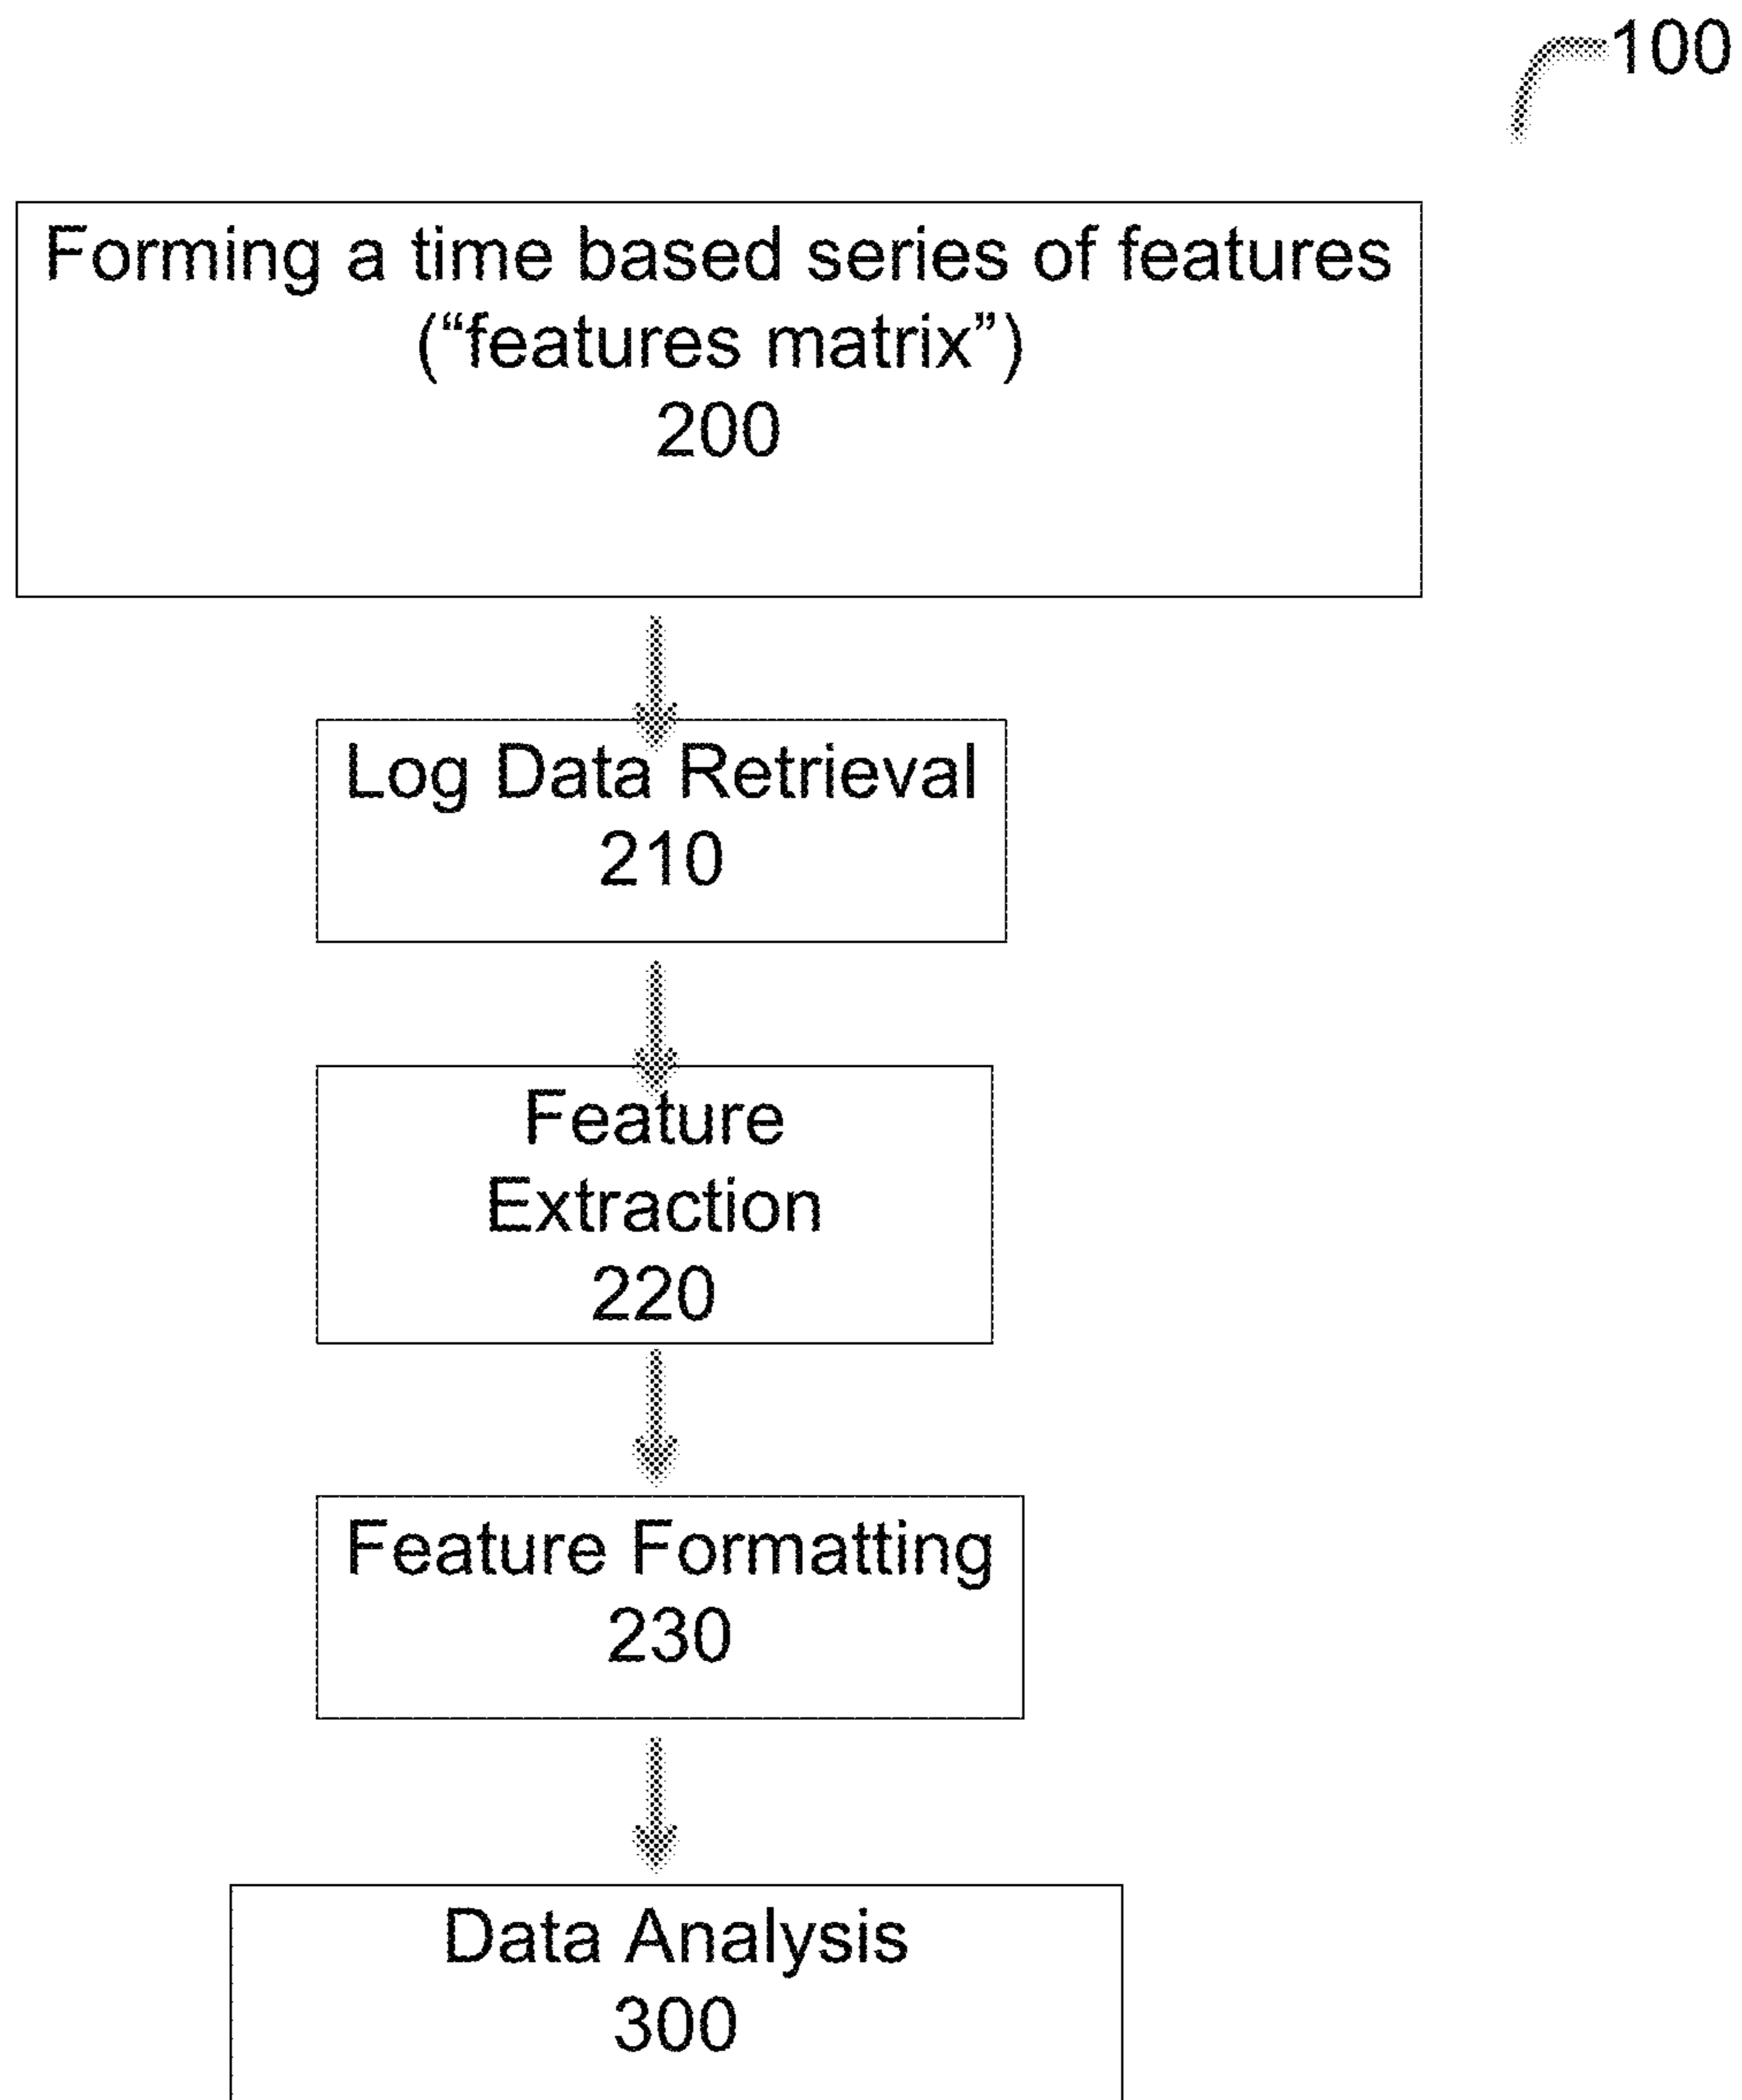 100
Forming a time based series of features
(“features matrix”)
200
Log Data Retrieval
210
Feature
Extraction
220
Feature Formatting
230
Data Analysis
300